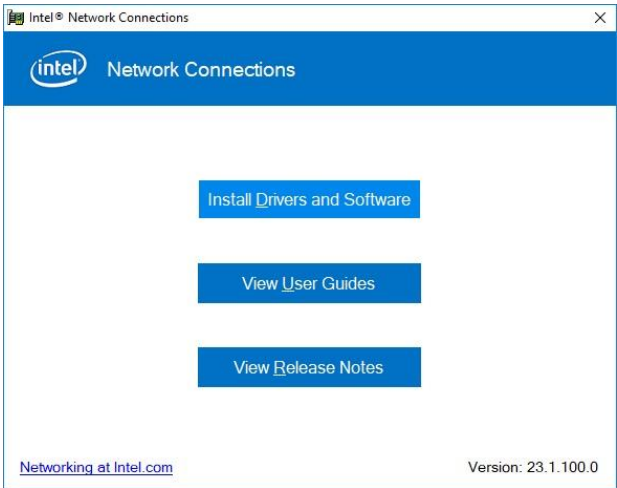 Intel® Network Connections
intel
Network Connections
Install Drivers and Software
View User Guides
View Release Notes
Networking at Intel.com
Version: 23.1.100.0